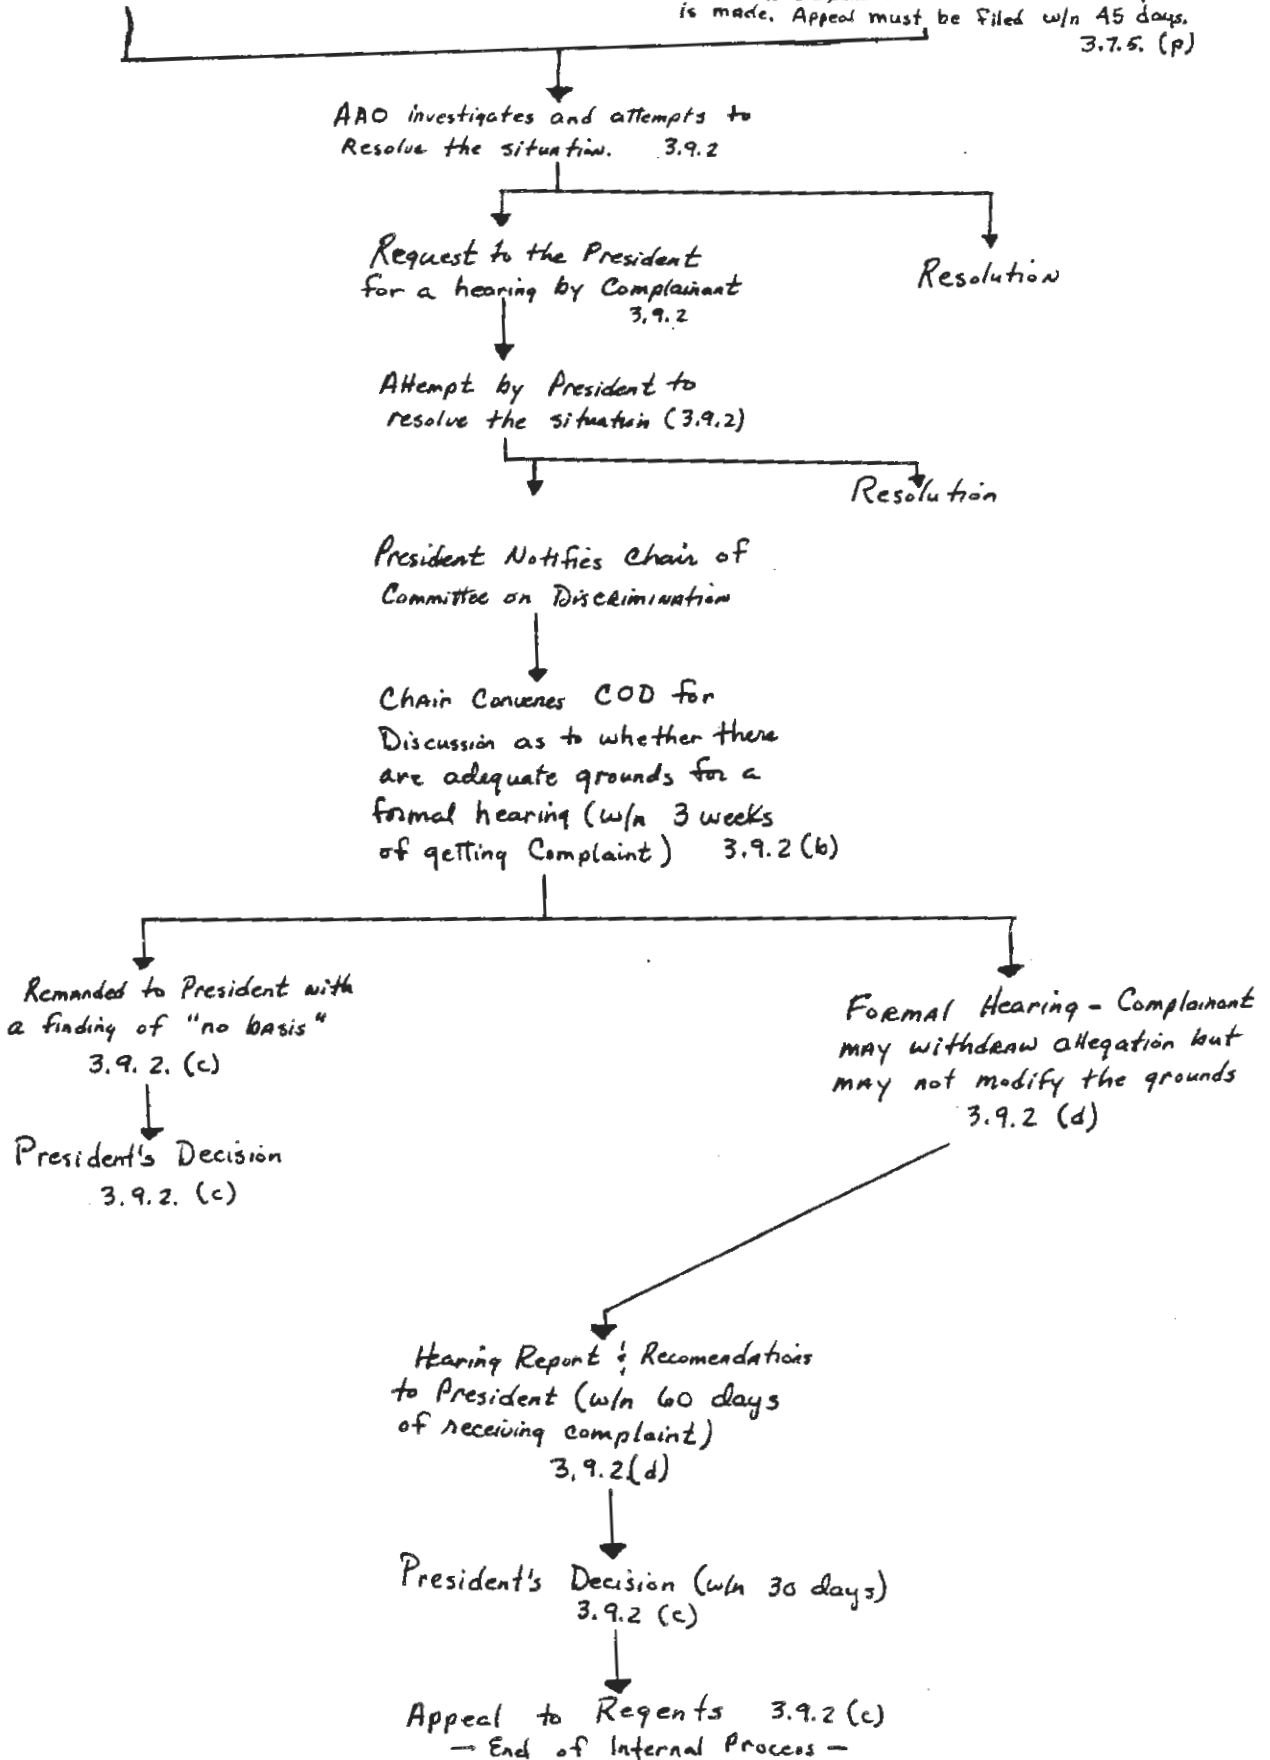 is made. Appeal must be filed w/n 45 days.
3.7.5. (p)
AAO investigates and attempts to
Resolve the situation. 3.9.2
Request to the President
for a hearing by Complainant
3.9.2
Resolution
Attempt by President to
resolve the situation (3.9.2)
Resolution
President Notifies Chair of
Committee on Discrimination
Chair Convenes COD for
Discussion as to whether there
are adequate grounds for a
formal hearing (w/n 3 weeks
of getting Complaint) 3.9.2 (b)
Remanded to President with
a finding of "no basis"
3.9.2. (c)
President's Decision
3.9.2. (c)
Formal Hearing - Complainant
may withdraw allegation but
may not modify the grounds
3.9.2 (d)
Hearing Report & Recomendations
to President (w/n 60 days
of receiving complaint)
3.9.2(d)
President's Decision (w/n 30 days)
3.9.2 (c)
Appeal to Regents 3.9.2 (c)
— End of Internal Process —